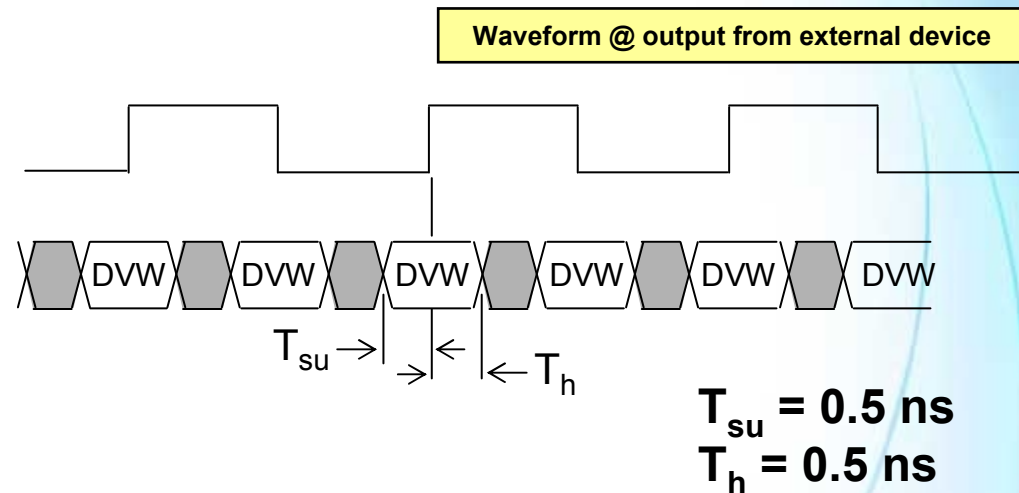 Waveform @ output from external device
DVW DVW DVW DVW DVW DVW
Tsu
Th
Tsu = 0.5 ns
Th = 0.5 ns